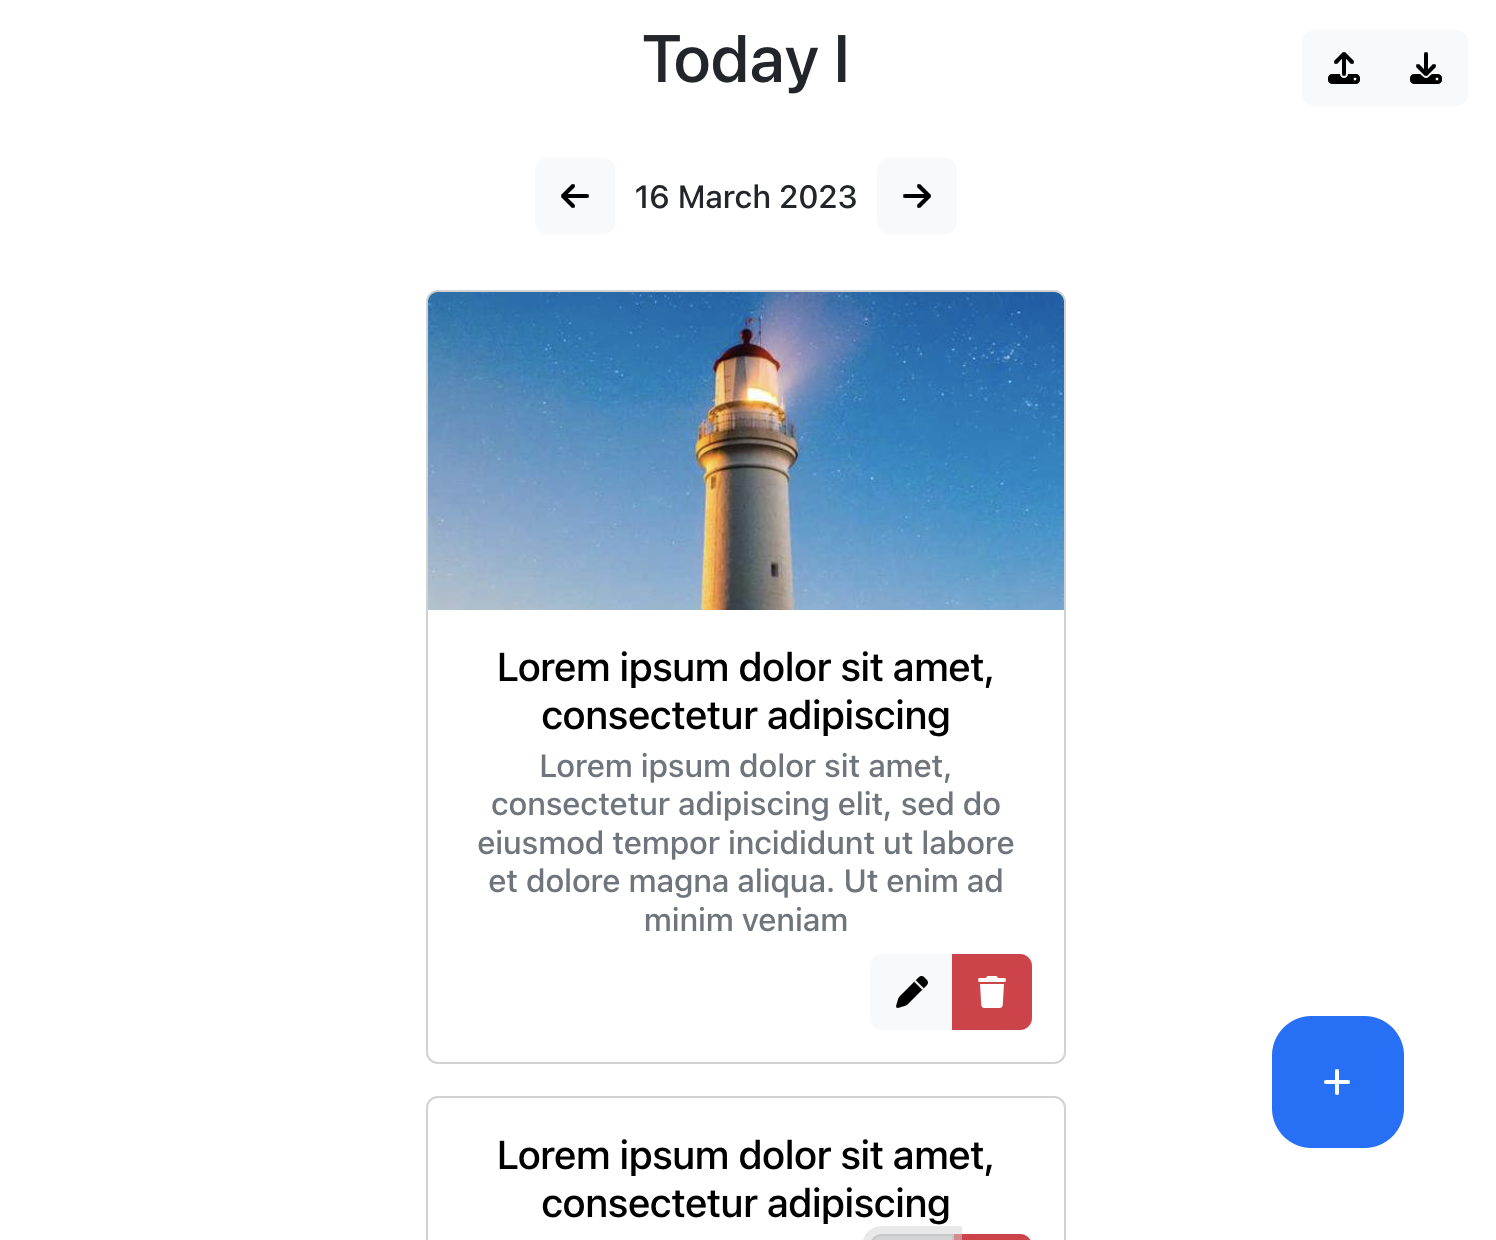 Today I
16 March 2023
Lorem ipsum dolor sit amet,
consectetur adipiscing
Lorem ipsum dolor sit amet,
consectetur adipiscing elit, sed do
eiusmod tempor incididunt ut labore
et dolore magna aliqua. Ut enim ad
minim veniam
Lorem ipsum dolor sit amet,
consectetur adipiscing